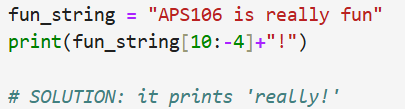 fun_string = "APS106 is really fun"
print(fun_string[10:-4]+"!")
# SOLUTION: it prints 'really!'